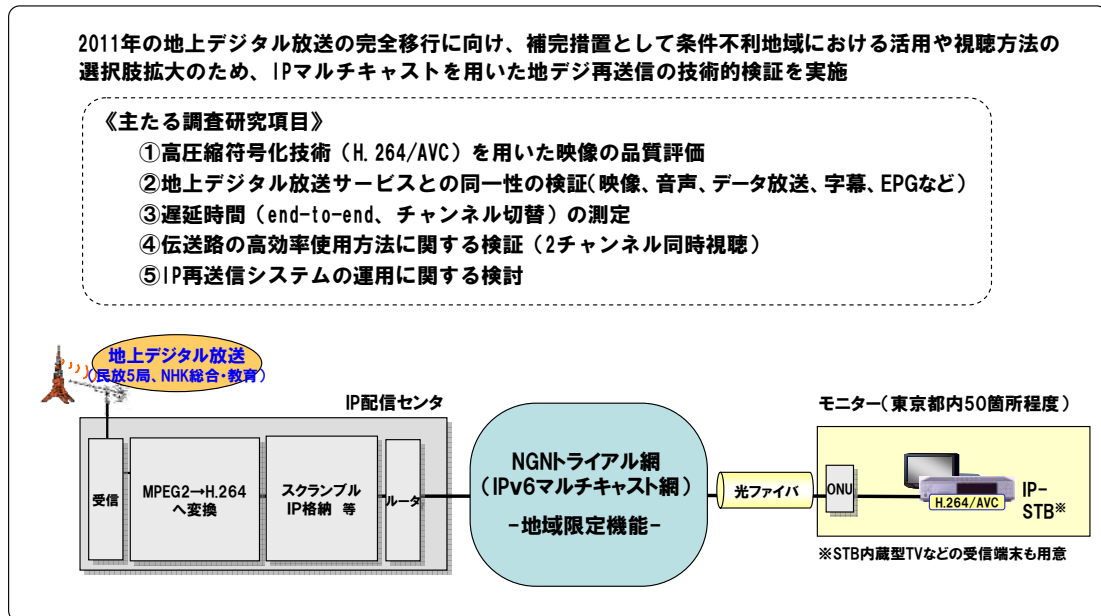 2011年の地上デジタル放送の完全移行に向け、補完措置として条件不利地域における活用や視聴方法の
選択肢拡大のため、IPマルチキャストを用いた地デジ再送信の技術的検証を実施
《主たる調査研究項目》
①高圧縮符号化技術（H.264/AVC）を用いた映像の品質評価
②地上デジタル放送サービスとの同一性の検証（映像、音声、データ放送、字幕、EPGなど）
③遅延時間（end-to-end、チャンネル切替）の測定
④伝送路の高効率使用方法に関する検証（2チャンネル同時視聴）
⑤IP再送信システムの運用に関する検討
地上デジタル放送
（民放5局、NHK総合・教育）
IP配信センタ
受信
MPEG2→H.264
へ変換
スクランブル
IP格納 等
ルータ
NGNトライアル網
（IPv6マルチキャスト網）
-地域限定機能-
光ファイバ
モニター（東京都内50箇所程度）
ONU
H.264/AVC
IP-
STB※
※STB内蔵型TVなどの受信端末も用意